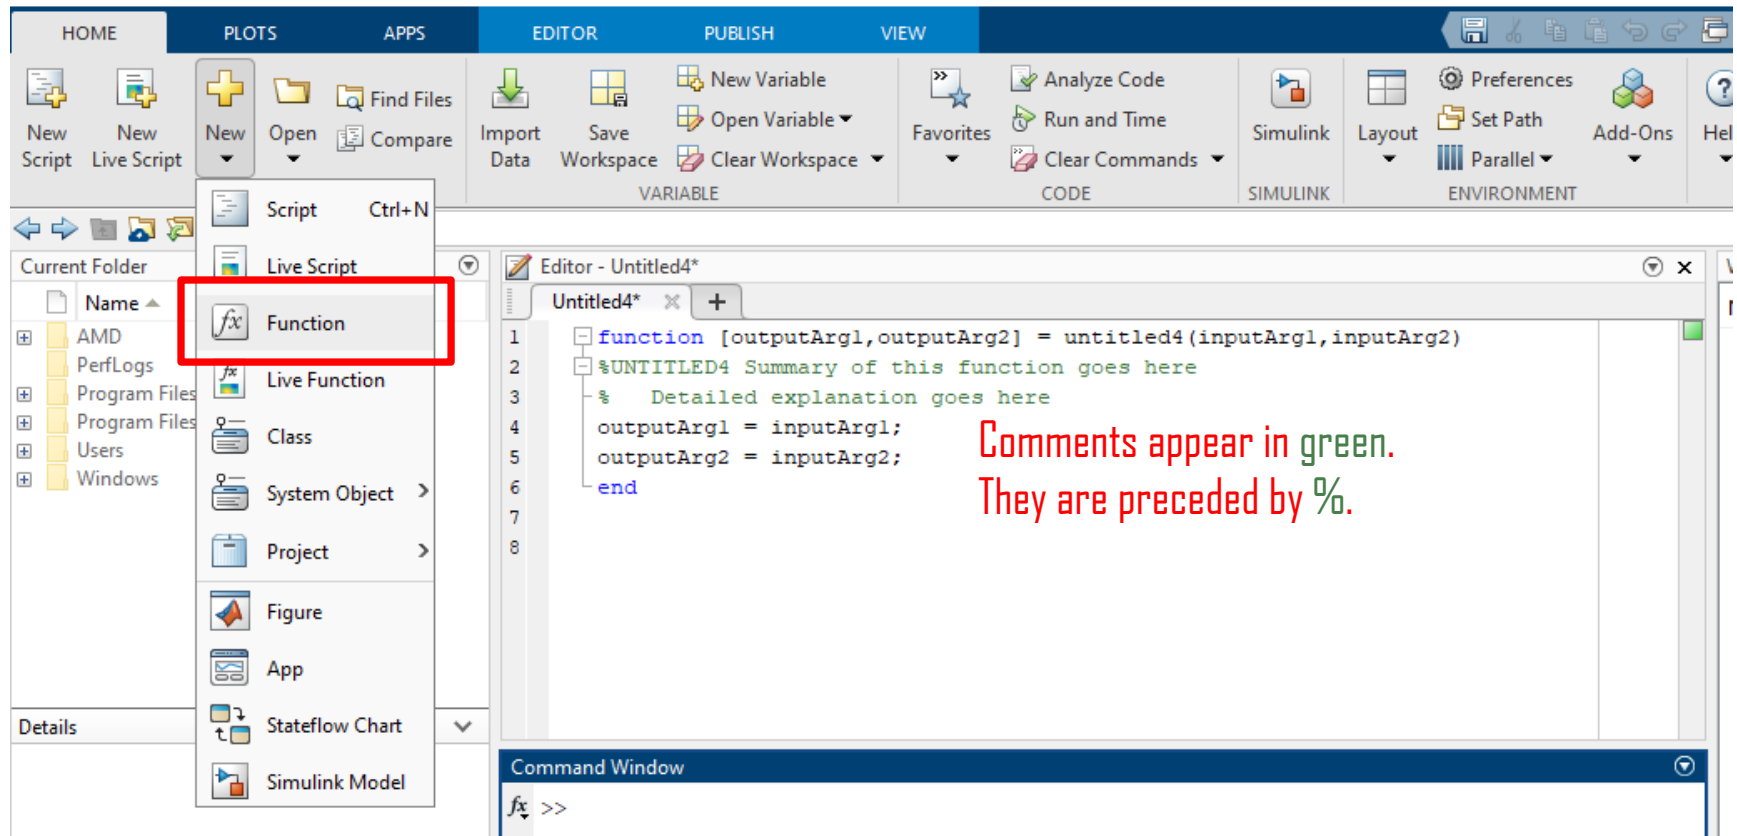 HOME PLOTS APPS EDITOR PUBLISH VIEW
New Script
New Live Script
New
Open
Find Files
Compare
Import Data
Save Workspace
New Variable
Open Variable
Clear Workspace
VARIABLE
Favorites
Analyze Code
Run and Time
Clear Commands
CODE
Simulink
SIMULINK
Layout
Preferences
Set Path
Parallel
Add-Ons
ENVIRONMENT
Script Ctrl+N
Live Script
Function
Live Function
Class
System Object
Project
Figure
App
Stateflow Chart
Simulink Model
Current Folder
Name
AMD
PerfLogs
Program Files
Program Files
Users
Windows
Details
Editor - Untitled4*
Untitled4*
1 function [outputArg1,outputArg2] = untitled4(inputArg1,inputArg2)
2 %UNTITLED4 Summary of this function goes here
3 % Detailed explanation goes here
4 outputArg1 = inputArg1;
5 outputArg2 = inputArg2;
6 end
7
8
Comments appear in green.
They are preceded by %.
Command Window
fx >>